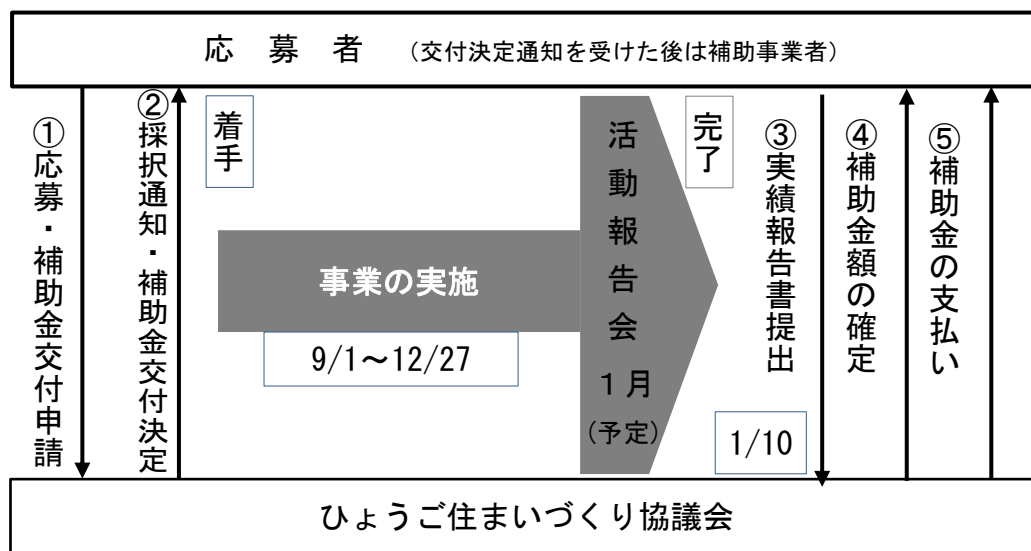 応 募 者 (交付決定通知を受けた後は補助事業者)
①応募・補助金交付申請
②採択通知・補助金交付決定
着手
事業の実施
9/1~12/27
活動報告会 1月
(予定)
完了
③実績報告書提出
1/10
④補助金額の確定
⑤補助金の支払い
ひょうご住まいづくり協議会